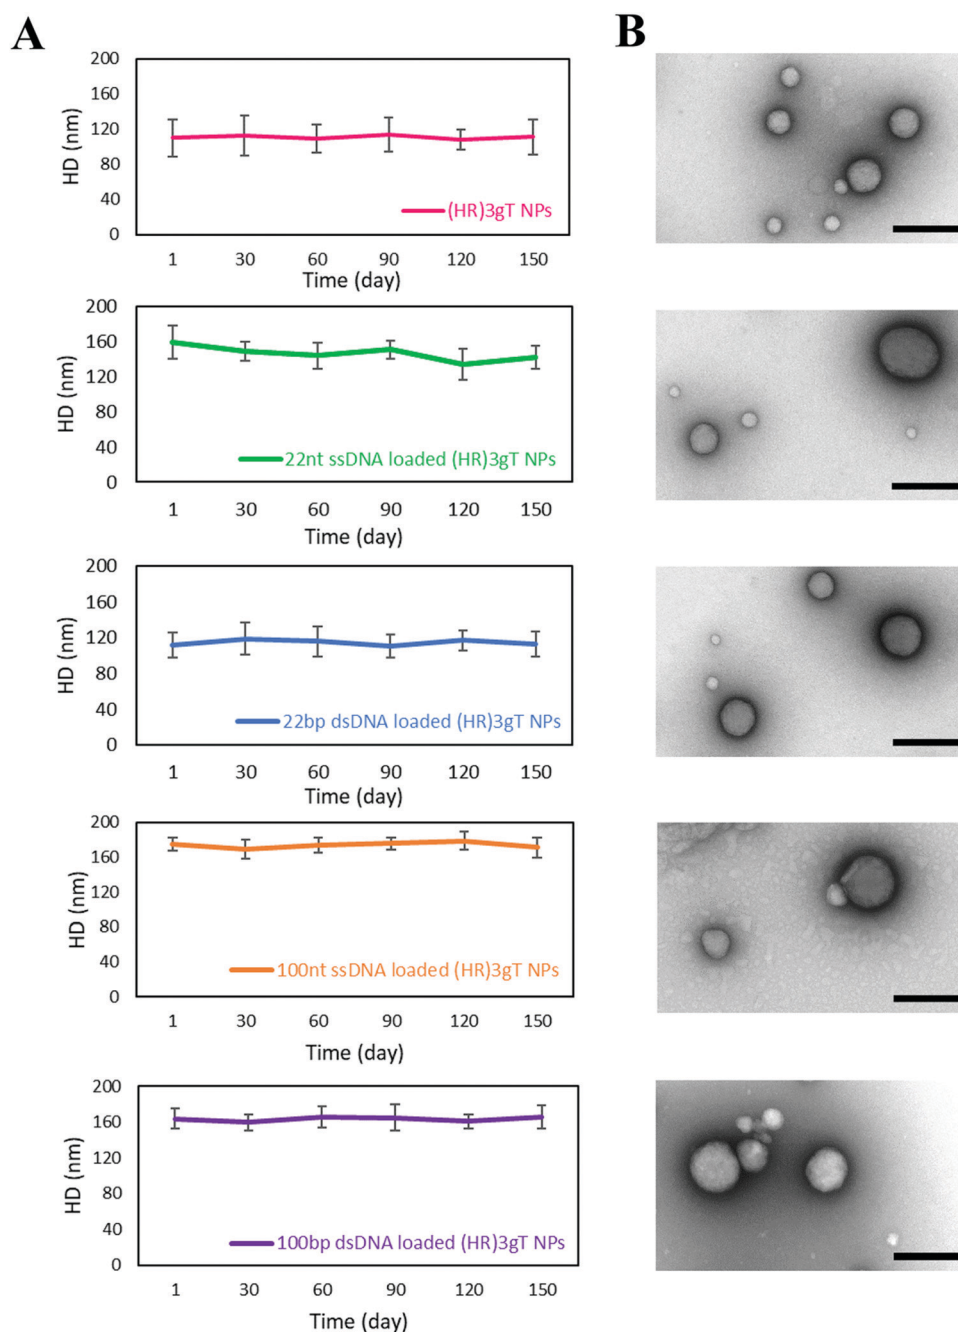 A
B
200
160
120
80
40
0
HD (nm)
(HR)3gT NPs
1 30 60 90 120 150
Time (day)
200
160
120
80
40
0
HD (nm)
22nt ssDNA loaded (HR)3gT NPs
1 30 60 90 120 150
Time (day)
200
160
120
80
40
0
HD (nm)
22bp dsDNA loaded (HR)3gT NPs
1 30 60 90 120 150
Time (day)
200
160
120
80
40
0
HD (nm)
100nt ssDNA loaded (HR)3gT NPs
1 30 60 90 120 150
Time (day)
200
160
120
80
40
0
HD (nm)
100bp dsDNA loaded (HR)3gT NPs
1 30 60 90 120 150
Time (day)